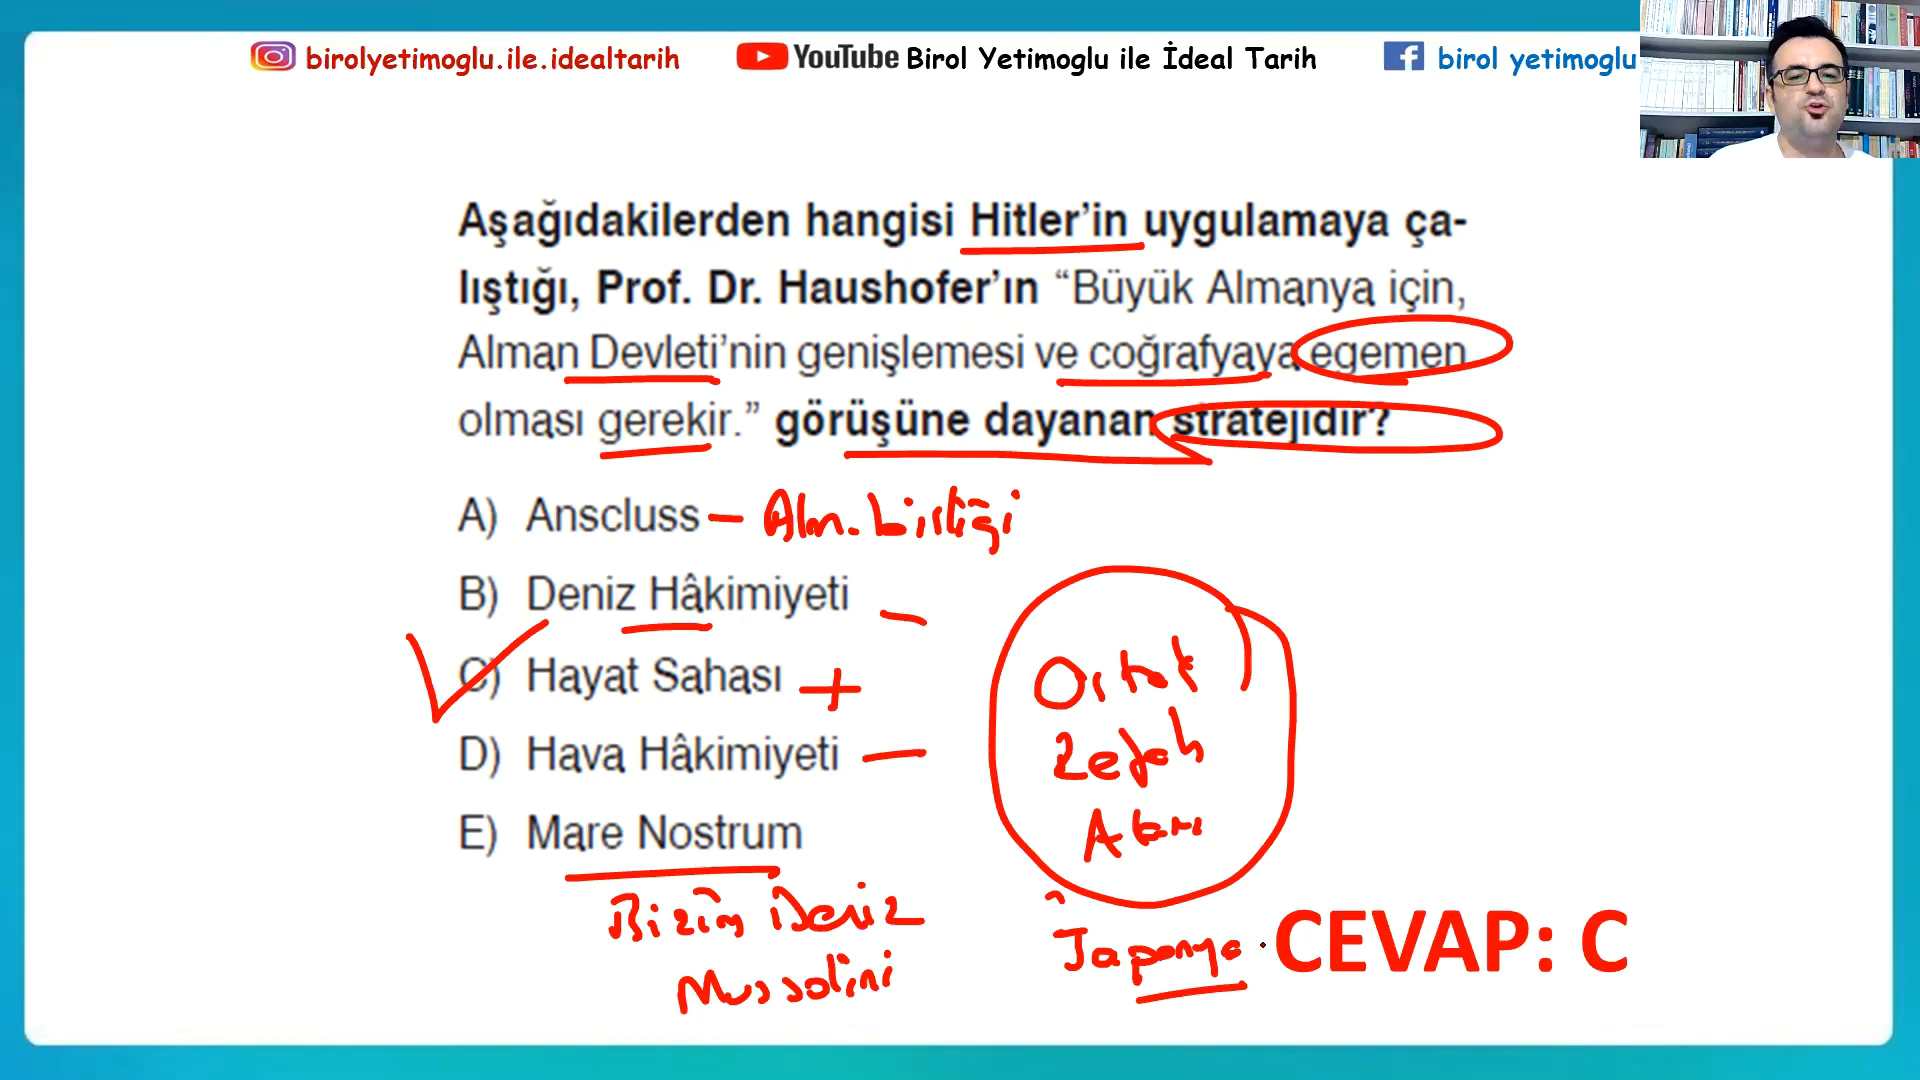 birolyetimoglu.ile.idealtarih YouTube Birol Yetimoglu ile İdeal Tarih birol yetimoglu
Aşağıdakilerden hangisi Hitler'in uygulamaya ça-
lıştığı, Prof. Dr. Haushofer'ın “Büyük Almanya için,
Alman Devleti'nin genişlemesi ve coğrafyaya egemen
olması gerekir.” görüşüne dayanan stratejidir?
A) Anscluss – Alm. birliği
B) Deniz Hâkimiyeti –
C) Hayat Sahası +
D) Hava Hâkimiyeti –
E) Mare Nostrum
Bizim Deniz
Mussolini
Ortak
Refah
Alanı
Japonya
CEVAP: C